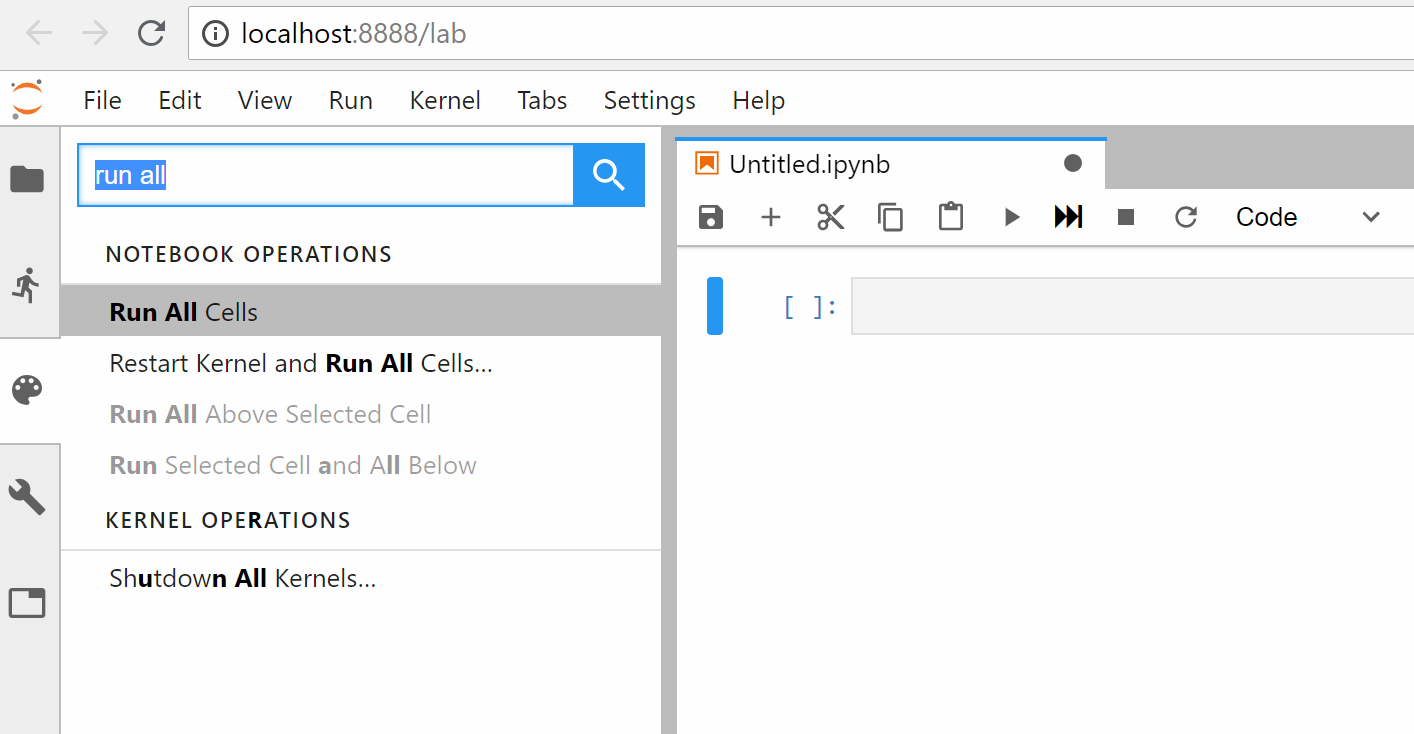 localhost:8888/lab
File Edit View Run Kernel Tabs Settings Help
run all
NOTEBOOK OPERATIONS
Run All Cells
Restart Kernel and Run All Cells...
Run All Above Selected Cell
Run Selected Cell and All Below
KERNEL OPERATIONS
Shutdown All Kernels...
Untitled.ipynb
Code
[ ]: